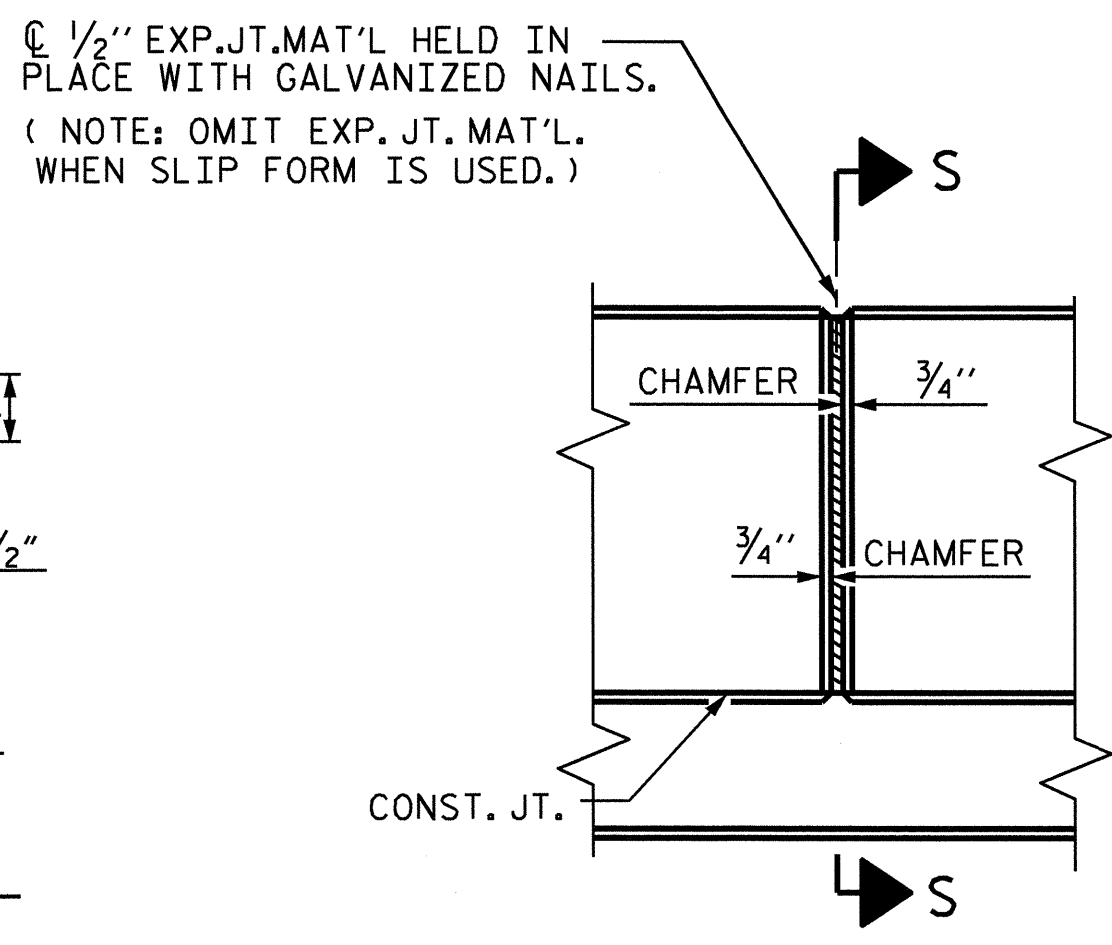 ℄ 1/2" EXP.JT.MAT'L HELD IN
PLACE WITH GALVANIZED NAILS.
( NOTE: OMIT EXP. JT. MAT'L.
WHEN SLIP FORM IS USED.)
S
CHAMFER 3/4"
3/4" CHAMFER
CONST. JT.
S